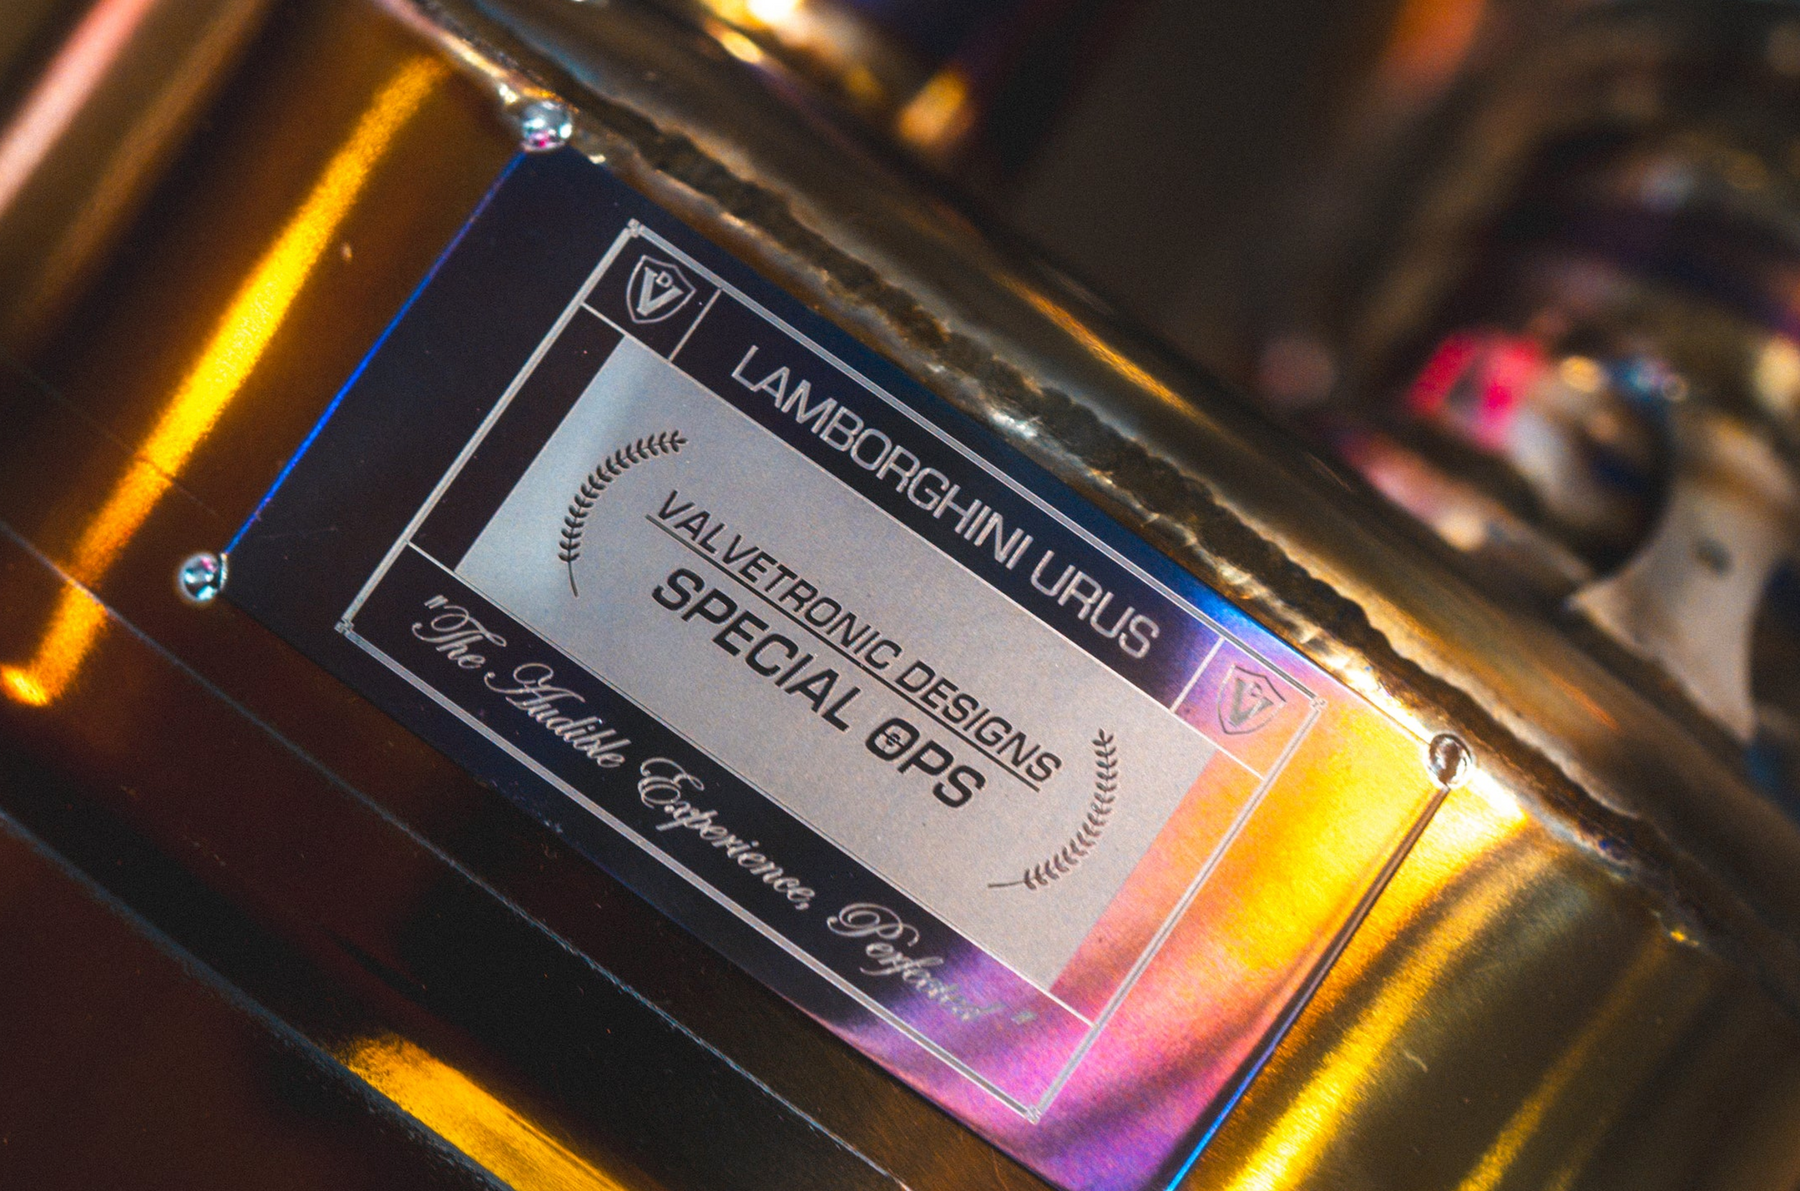 LAMBORGHINI URUS
VALVETRONIC DESIGNS
SPECIAL OPS
"The Audible Experience, Perfected"